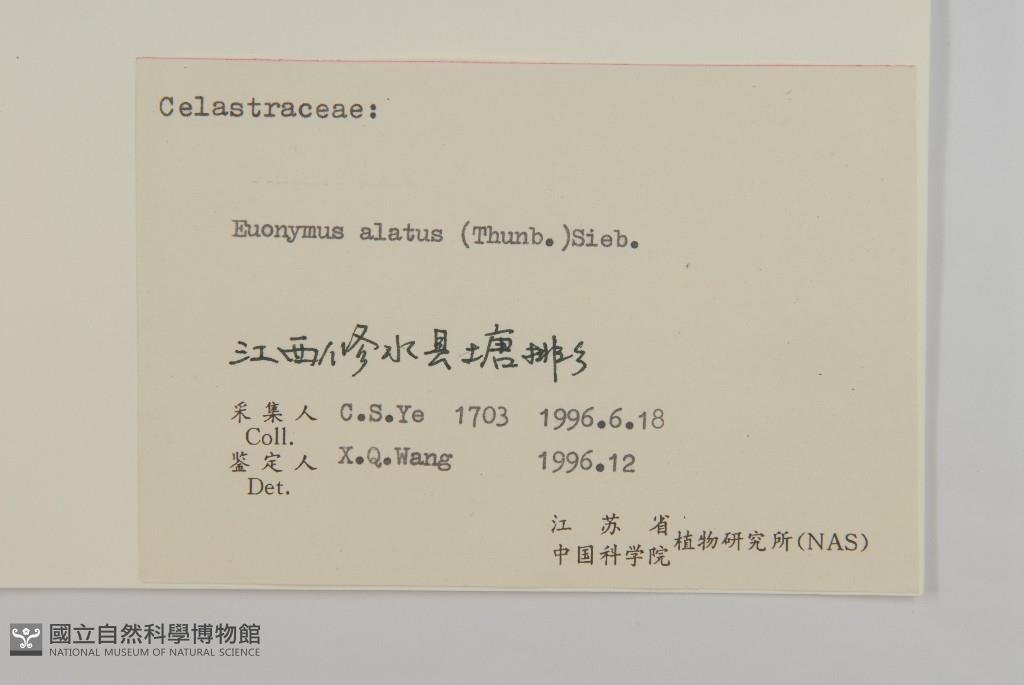 Celastraceae:
Euonymus alatus (Thunb.)Sieb.
江西修水县塘排乡
采集人 C.S.Ye 1703 1996.6.18
Coll.
鉴定人 X.Q.Wang 1996.12
Det.
江苏省
中国科学院 植物研究所(NAS)
國立自然科學博物館
NATIONAL MUSEUM OF NATURAL SCIENCE